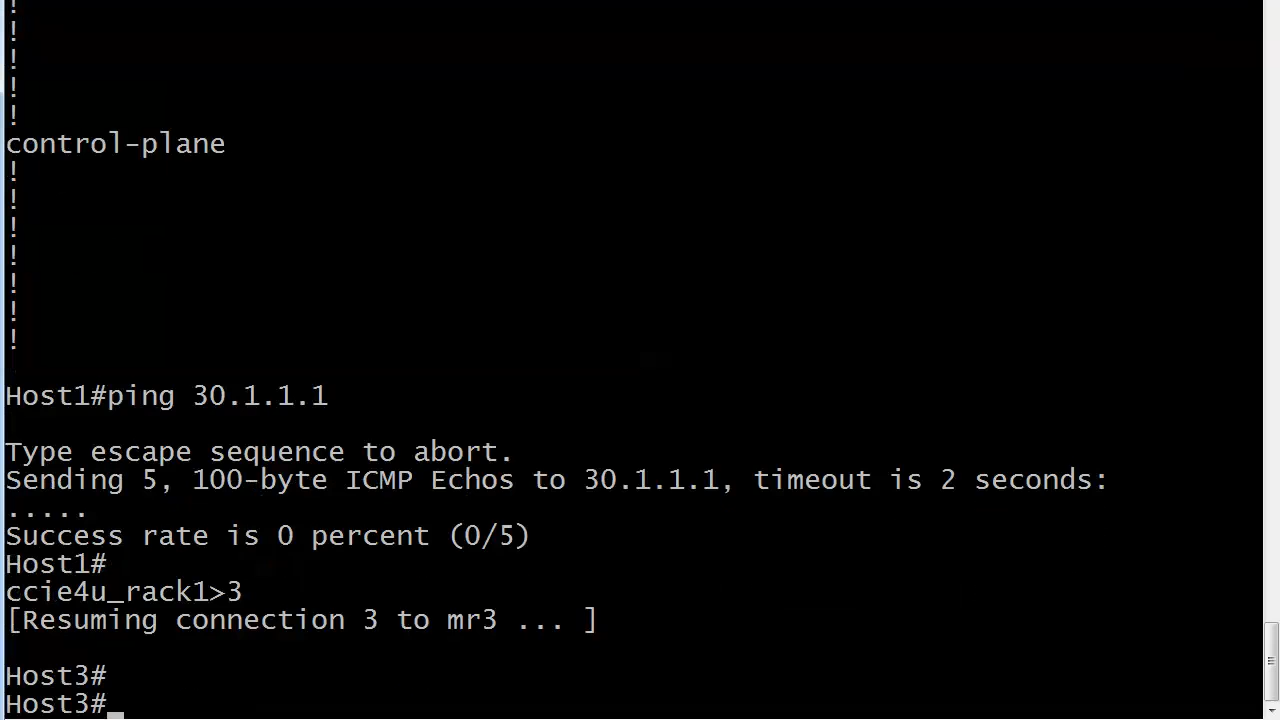 !
!
!
!
!
control-plane
!
!
!
!
!
!
!
Host1#ping 30.1.1.1
Type escape sequence to abort.
Sending 5, 100-byte ICMP Echos to 30.1.1.1, timeout is 2 seconds:
.....
Success rate is 0 percent (0/5)
Host1#
ccie4u_rack1>3
[Resuming connection 3 to mr3 ... ]
Host3#
Host3#